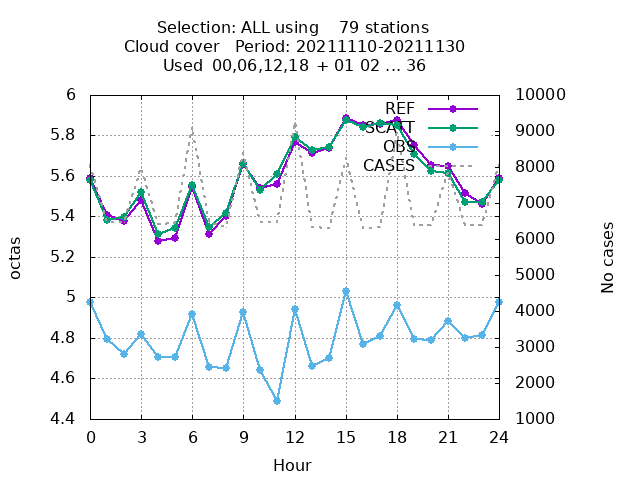 Selection: ALL using    79 stations
Cloud cover   Period: 20211110-20211130
Used  00,06,12,18 + 01 02 ... 36
6 10000
REF
5.8 9000
SCATT
OBS
5.6 8000
CASES
5.4 7000
5.2 6000
5 5000
4.8 4000
4.6 3000
2000
4.4 1000
octas
No cases
0 3 6 9 12 15 18 21 24
Hour